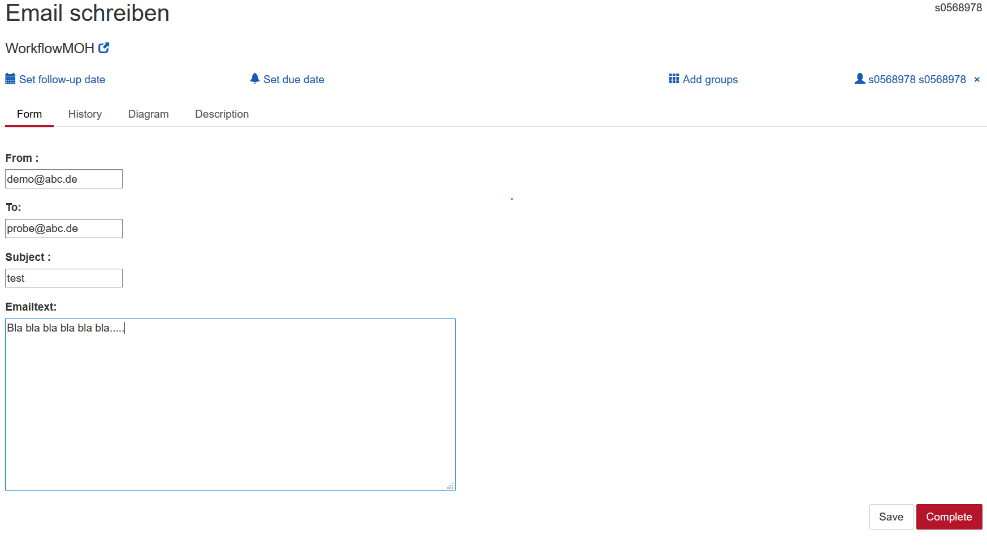 Email schreiben
s0568978
WorkflowMOH
Set follow-up date
Set due date
Add groups
s0568978 s0568978 ×
Form
History
Diagram
Description
From :
demo@abc.de
To:
probe@abc.de
Subject :
test
Emailtext:
Bla bla bla bla bla bla.....
Save
Complete